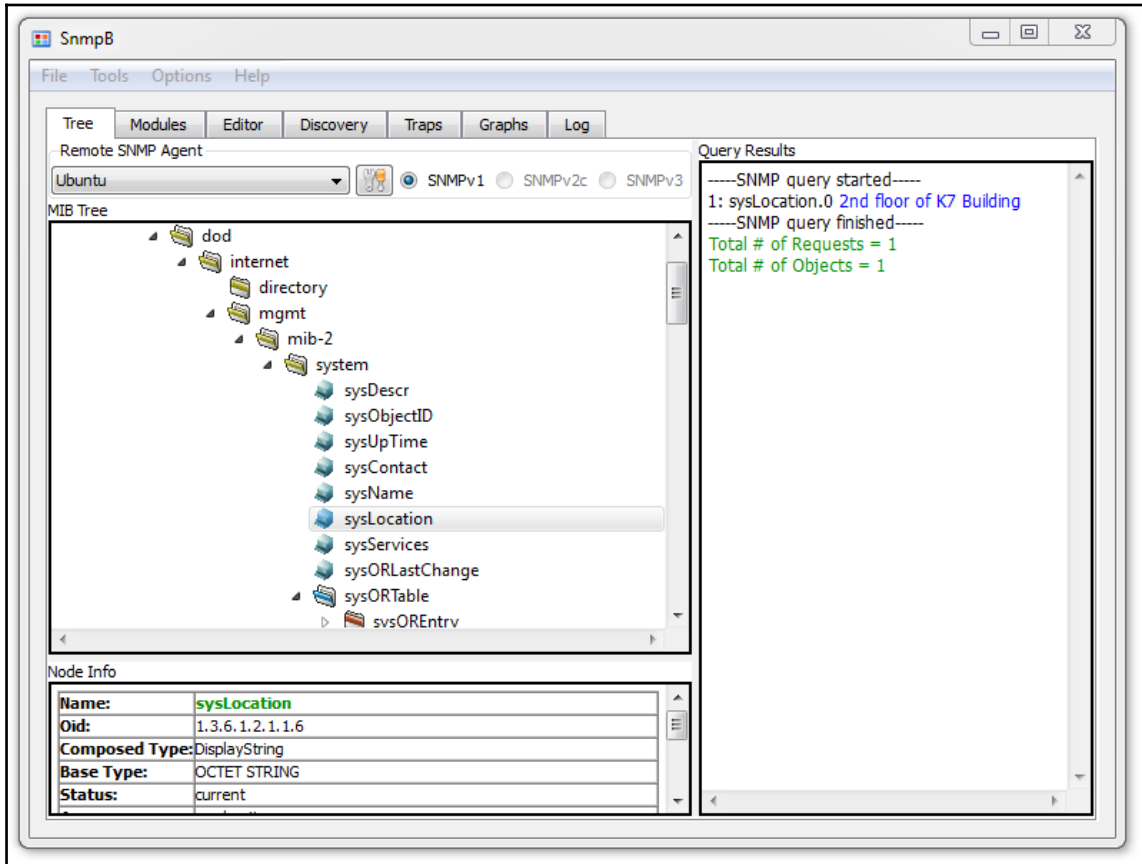 SnmpB
File Tools Options Help
Tree Modules Editor Discovery Traps Graphs Log
Remote SNMP Agent
Ubuntu SNMPv1 SNMPv2c SNMPv3
MIB Tree
dod
internet
directory
mgmt
mib-2
system
sysDescr
sysObjectID
sysUpTime
sysContact
sysName
sysLocation
sysServices
sysORLastChange
sysORTable
sysOREntry
Node Info
Name: sysLocation
Oid: 1.3.6.1.2.1.1.6
Composed Type: DisplayString
Base Type: OCTET STRING
Status: current
Query Results
-----SNMP query started-----
1: sysLocation.0 2nd floor of K7 Building
-----SNMP query finished-----
Total # of Requests = 1
Total # of Objects = 1